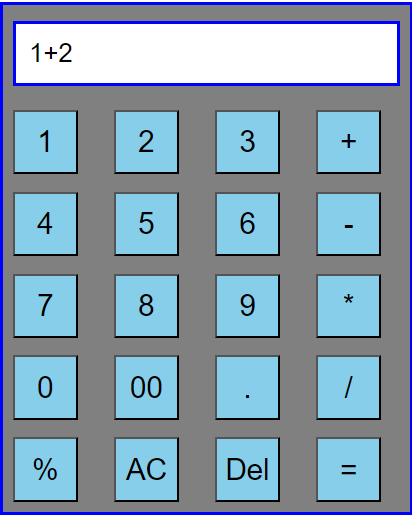 1+2
1 2 3 +
4 5 6 -
7 8 9 *
0 00 . /
% AC Del =